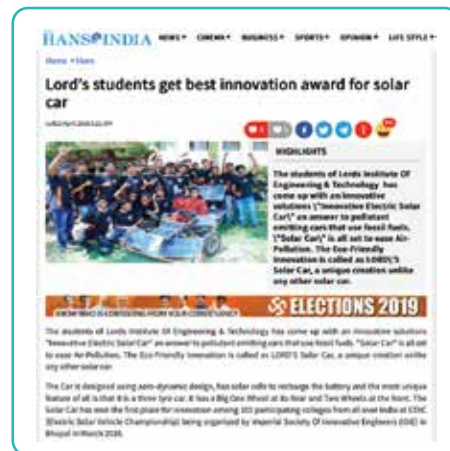 THE HANS INDIA NEWS CINEMA BUSINESS SPORTS OPINION LIFE STYLE
Home
Lord's students get best innovation award for solar
car
HIGHLIGHTS
The students of Lords Institute Of
Engineering & Technology has
come up with an innovative
solutions \"Innovative Electric Solar
Car\" an answer to pollutant
emitting cars that use fossil fuels.
\"Solar Car\" is all set to ease Air-
Pollution. The Eco-Friendly
Innovation is called as LORD\'S
Solar Car, a unique creation unlike
any other solar car.
KNOW WHO IS CONTESTING FROM YOUR CONSTITUENCY ELECTIONS 2019
The students of Lords Institute Of Engineering & Technology has come up with an innovative solutions
"Innovative Electric Solar Car" an answer to pollutant emitting cars that use fossil fuels. "Solar Car" is all set
to ease Air-Pollution. The Eco-Friendly Innovation is called as LORD'S Solar Car, a unique creation unlike
any other solar car.
The Car is designed using aero-dynamic design, has solar cells to recharge the battery and the most unique
feature of all is that it is a three tyre car. It has a Big One Wheel at its Rear and Two Wheels at the front. The
Solar Car has won the first place for innovation among participating colleges from all over India at
(Electric Solar Vehicle Championship) being organized by Imperial Society Of Innovative Engineers (ISIE) in
Bhopal in March